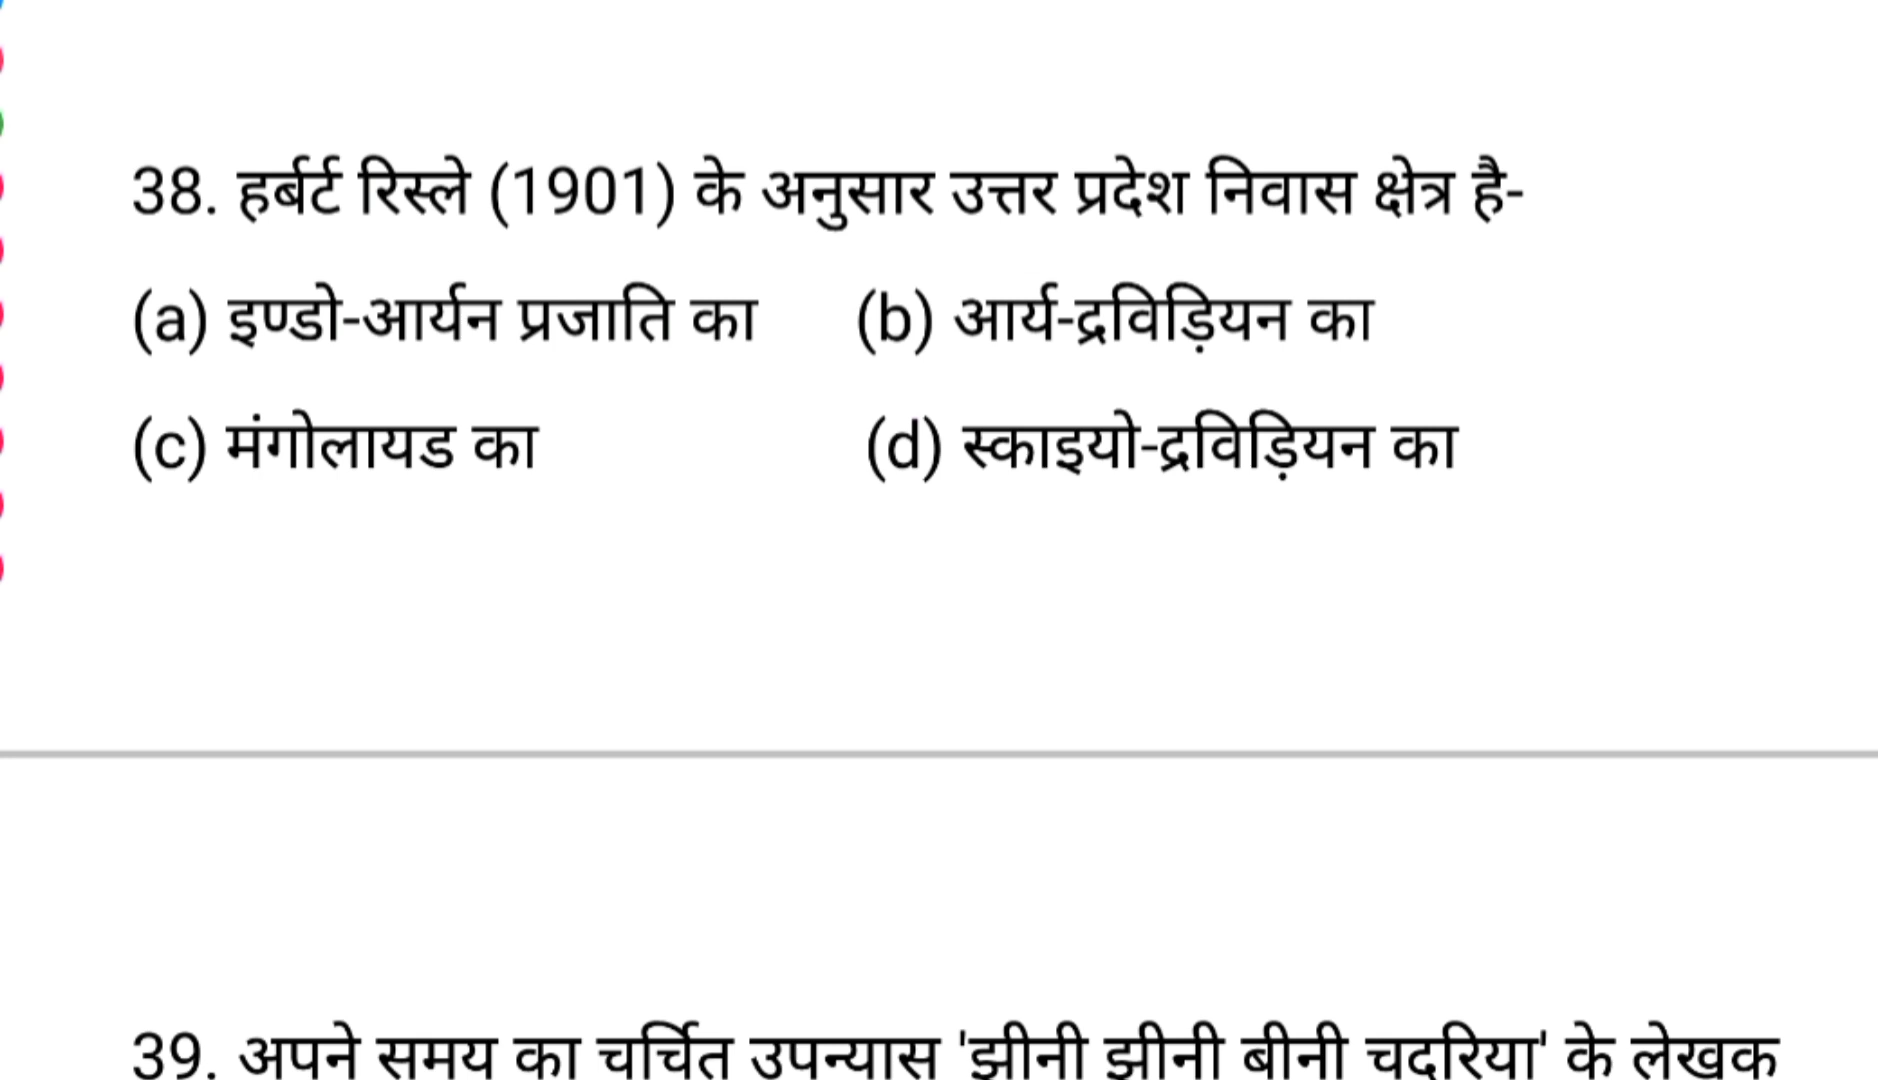 38. हर्बर्ट रिस्ले (1901) के अनुसार उत्तर प्रदेश निवास क्षेत्र है-
(a) इण्डो-आर्यन प्रजाति का (b) आर्य-द्रविड़ियन का
(c) मंगोलायड का (d) स्काइयो-द्रविड़ियन का
39. अपने समय का चर्चित उपन्यास 'झीनी झीनी बीनी चदरिया' के लेखक